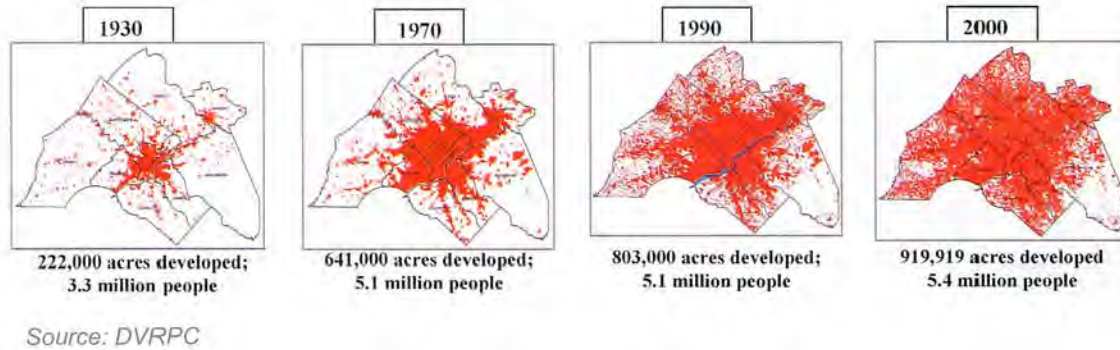 1930
1970
1990
2000
222,000 acres developed;
3.3 million people
641,000 acres developed;
5.1 million people
803,000 acres developed;
5.1 million people
919,919 acres developed
5.4 million people
Source: DVRPC